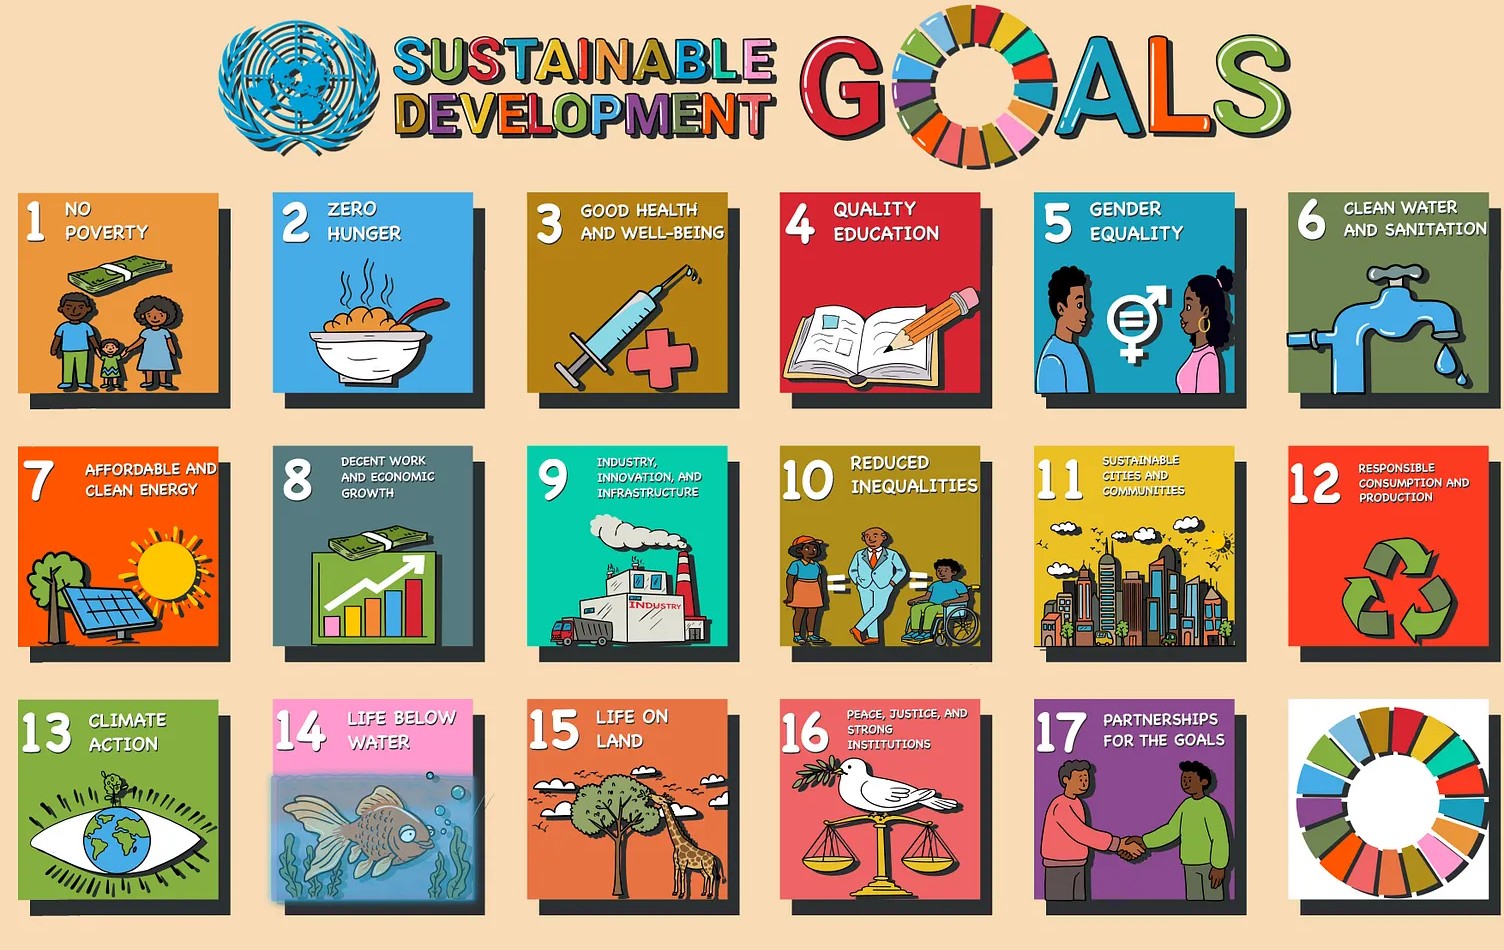 SUSTAINABLE
DEVELOPMENT
GOALS
1 NO
POVERTY
2 ZERO
HUNGER
3 GOOD HEALTH
AND WELL-BEING
4 QUALITY
EDUCATION
5 GENDER
EQUALITY
6 CLEAN WATER
AND SANITATION
7 AFFORDABLE AND
CLEAN ENERGY
8 DECENT WORK
AND ECONOMIC
GROWTH
9 INDUSTRY,
INNOVATION, AND
INFRASTRUCTURE
INDUSTRY
10 REDUCED
INEQUALITIES
11 SUSTAINABLE
CITIES AND
COMMUNITIES
12 RESPONSIBLE
CONSUMPTION AND
PRODUCTION
13 CLIMATE
ACTION
14 LIFE BELOW
WATER
15 LIFE ON
LAND
16 PEACE, JUSTICE, AND
STRONG
INSTITUTIONS
17 PARTNERSHIPS
FOR THE GOALS